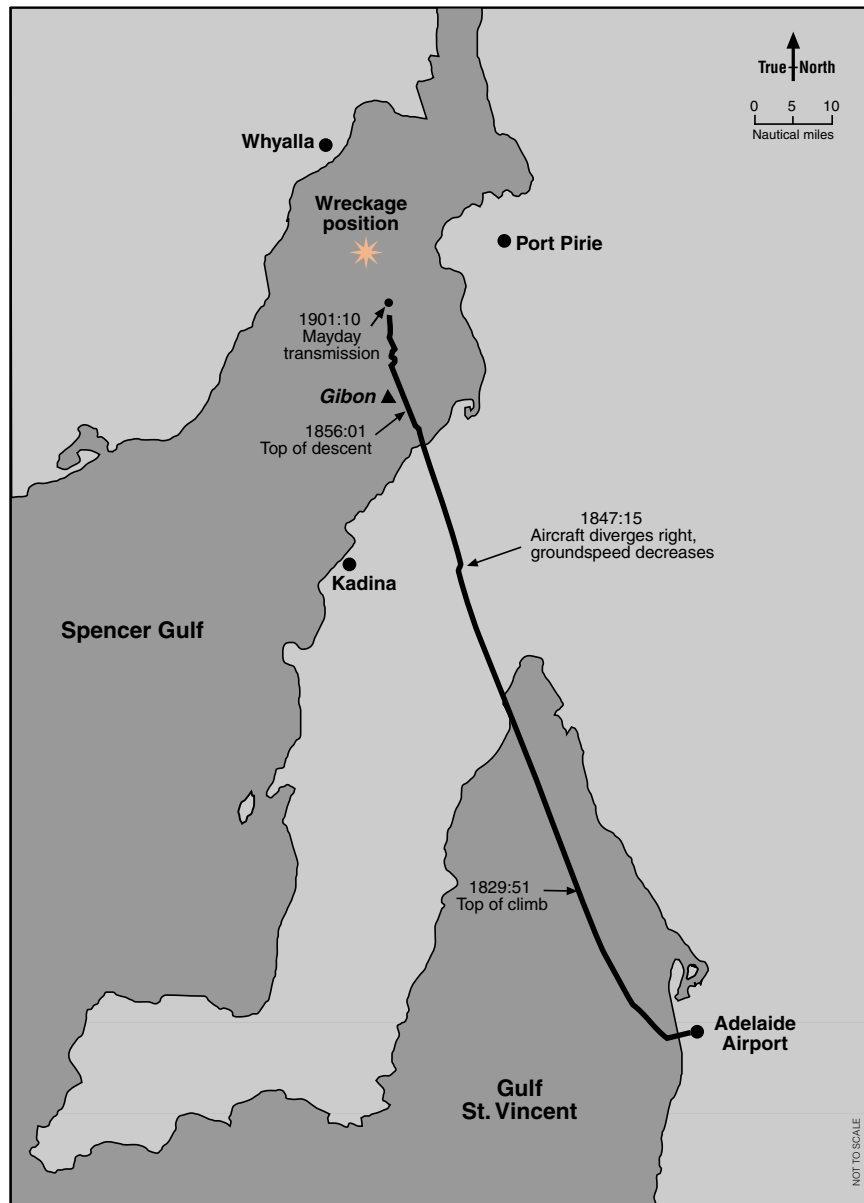 True North
0 5 10
Nautical miles
Whyalla
Wreckage
position
Port Pirie
1901:10
Mayday
transmission
Gibon
1856:01
Top of descent
1847:15
Aircraft diverges right,
groundspeed decreases
Kadina
Spencer Gulf
1829:51
Top of climb
Adelaide
Airport
Gulf
St. Vincent
NOT TO SCALE